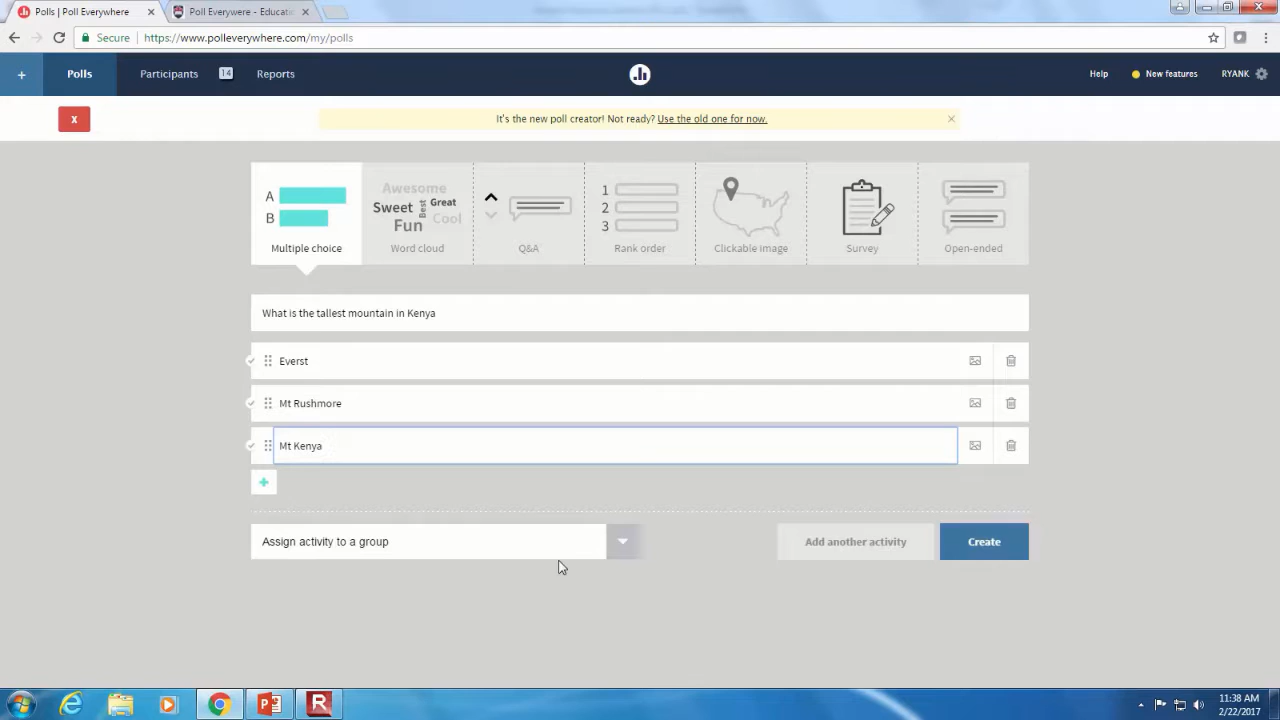 Polls | Poll Everywhere
Poll Everywere - Educatio
Secure https://www.polleverywhere.com/my/polls
+ Polls Participants 14 Reports Help New features RYANK
x It's the new poll creator! Not ready? Use the old one for now. ×
A
B
Multiple choice
Awesome
Sweet Best Great
Fun Cool
Word cloud
Q&A
1
2
3
Rank order
Clickable image
Survey
Open-ended
What is the tallest mountain in Kenya
Everst
Mt Rushmore
Mt Kenya
+
Assign activity to a group Add another activity Create
11:38 AM
2/22/2017